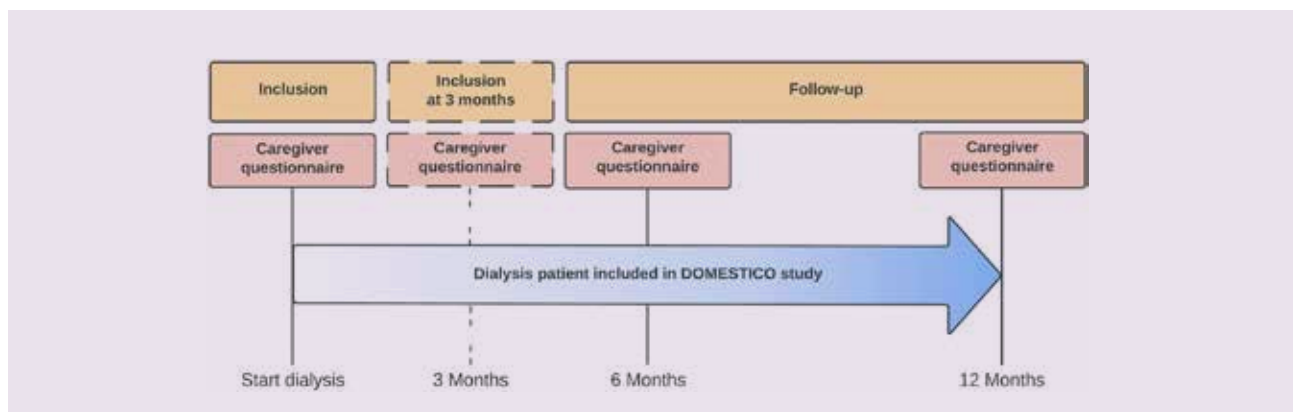 Inclusion
Inclusion
at 3 months
Follow-up
Caregiver
questionnaire
Caregiver
questionnaire
Caregiver
questionnaire
Caregiver
questionnaire
Dialysis patient included in DOMESTICO study
Start dialysis
3 Months
6 Months
12 Months